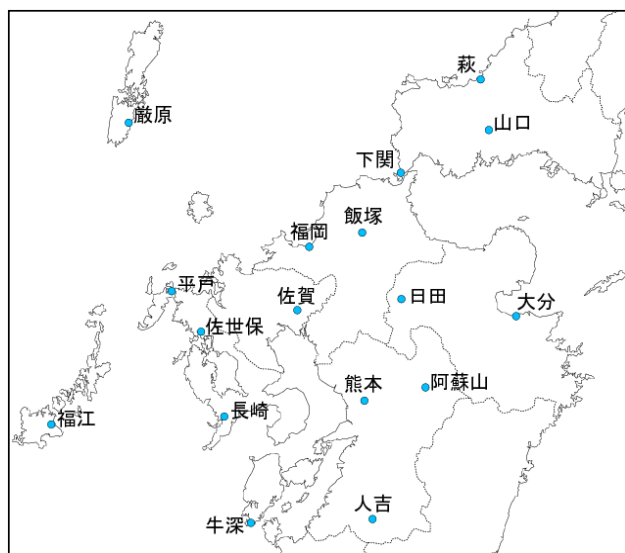 萩
厳原
山口
下関
飯塚
福岡
平戸
佐賀
日田
大分
佐世保
熊本
阿蘇山
長崎
福江
人吉
牛深